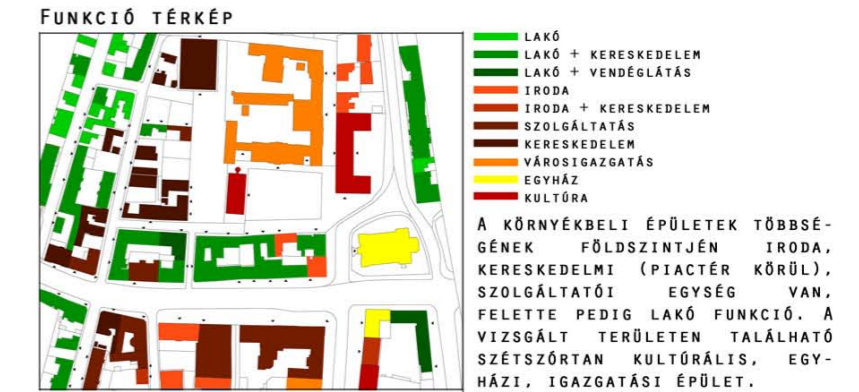 FUNKCIÓ TÉRKÉP
LAKÓ
LAKÓ + KERESKEDELEM
LAKÓ + VENDÉGLÁTÁS
IRODA
IRODA + KERESKEDELEM
SZOLGÁLTATÁS
KERESKEDELEM
VÁROSIGAZGATÁS
EGYHÁZ
KULTÚRA
A KÖRNYÉKBELI ÉPÜLETEK TÖBBSÉ-
GÉNEK FÖLDSZINTJÉN IRODA,
KERESKEDELMI (PIACTÉR KÖRÜL),
SZOLGÁLTATÓI EGYSÉG VAN,
FELETTE PEDIG LAKÓ FUNKCIÓ. A
VIZSGÁLT TERÜLETEN TALÁLHATÓ
SZÉTSZÓRTAN KULTÚRÁLIS, EGY-
HÁZI, IGAZGATÁSI ÉPÜLET.